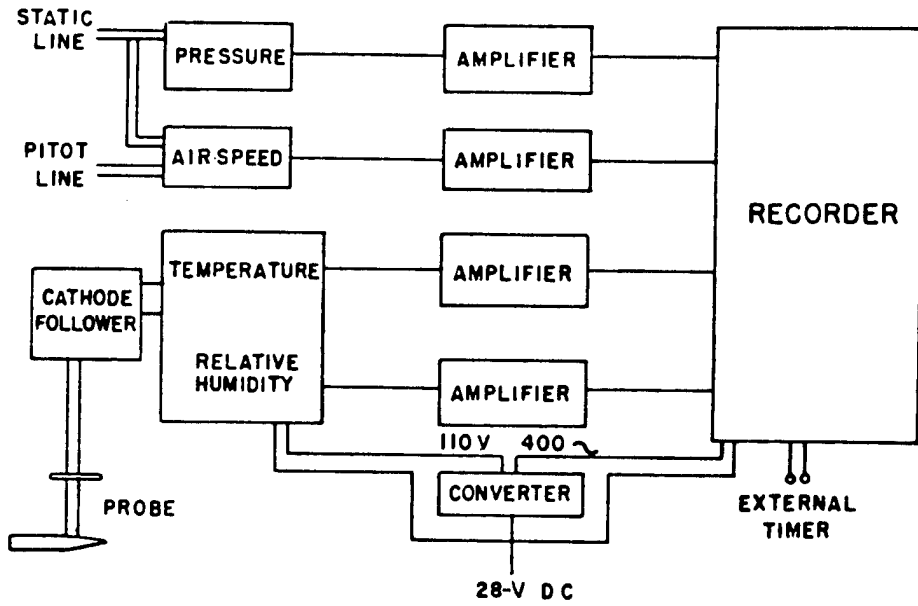 STATIC
LINE
PRESSURE
AMPLIFIER
PITOT
LINE
AIR-SPEED
AMPLIFIER
RECORDER
TEMPERATURE
AMPLIFIER
CATHODE
FOLLOWER
RELATIVE
HUMIDITY
AMPLIFIER
110 V 400 ~
CONVERTER
PROBE
EXTERNAL
TIMER
28-V DC